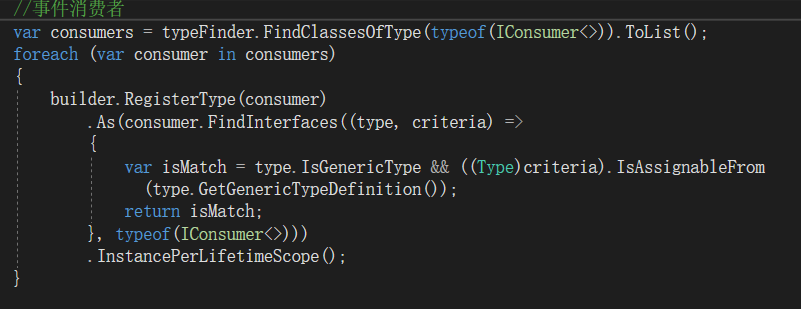 //事件消费者
var consumers = typeFinder.FindClassesOfType(typeof(IConsumer<>)).ToList();
foreach (var consumer in consumers)
{
    builder.RegisterType(consumer)
        .As(consumer.FindInterfaces((type, criteria) =>
        {
            var isMatch = type.IsGenericType && ((Type)criteria).IsAssignableFrom
              (type.GetGenericTypeDefinition());
            return isMatch;
        }, typeof(IConsumer<>)))
        .InstancePerLifetimeScope();
}